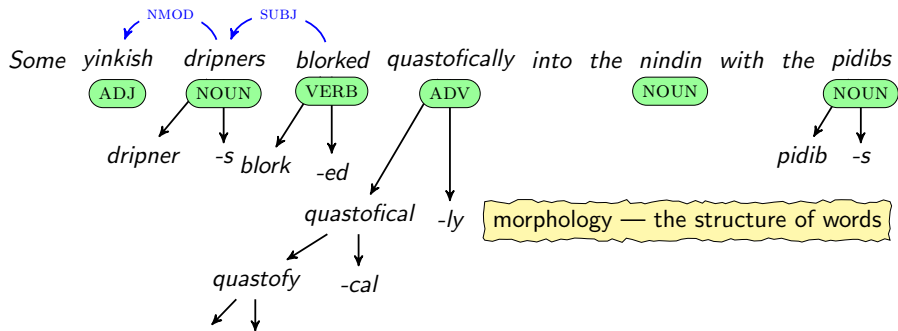 NMOD SUBJ
Some yinkish dripners blorked quastofically into the nindin with the pidibs
ADJ NOUN VERB ADV NOUN NOUN
dripner -s blork -ed pidib -s
quastofical -ly morphology — the structure of words
quastofy -cal